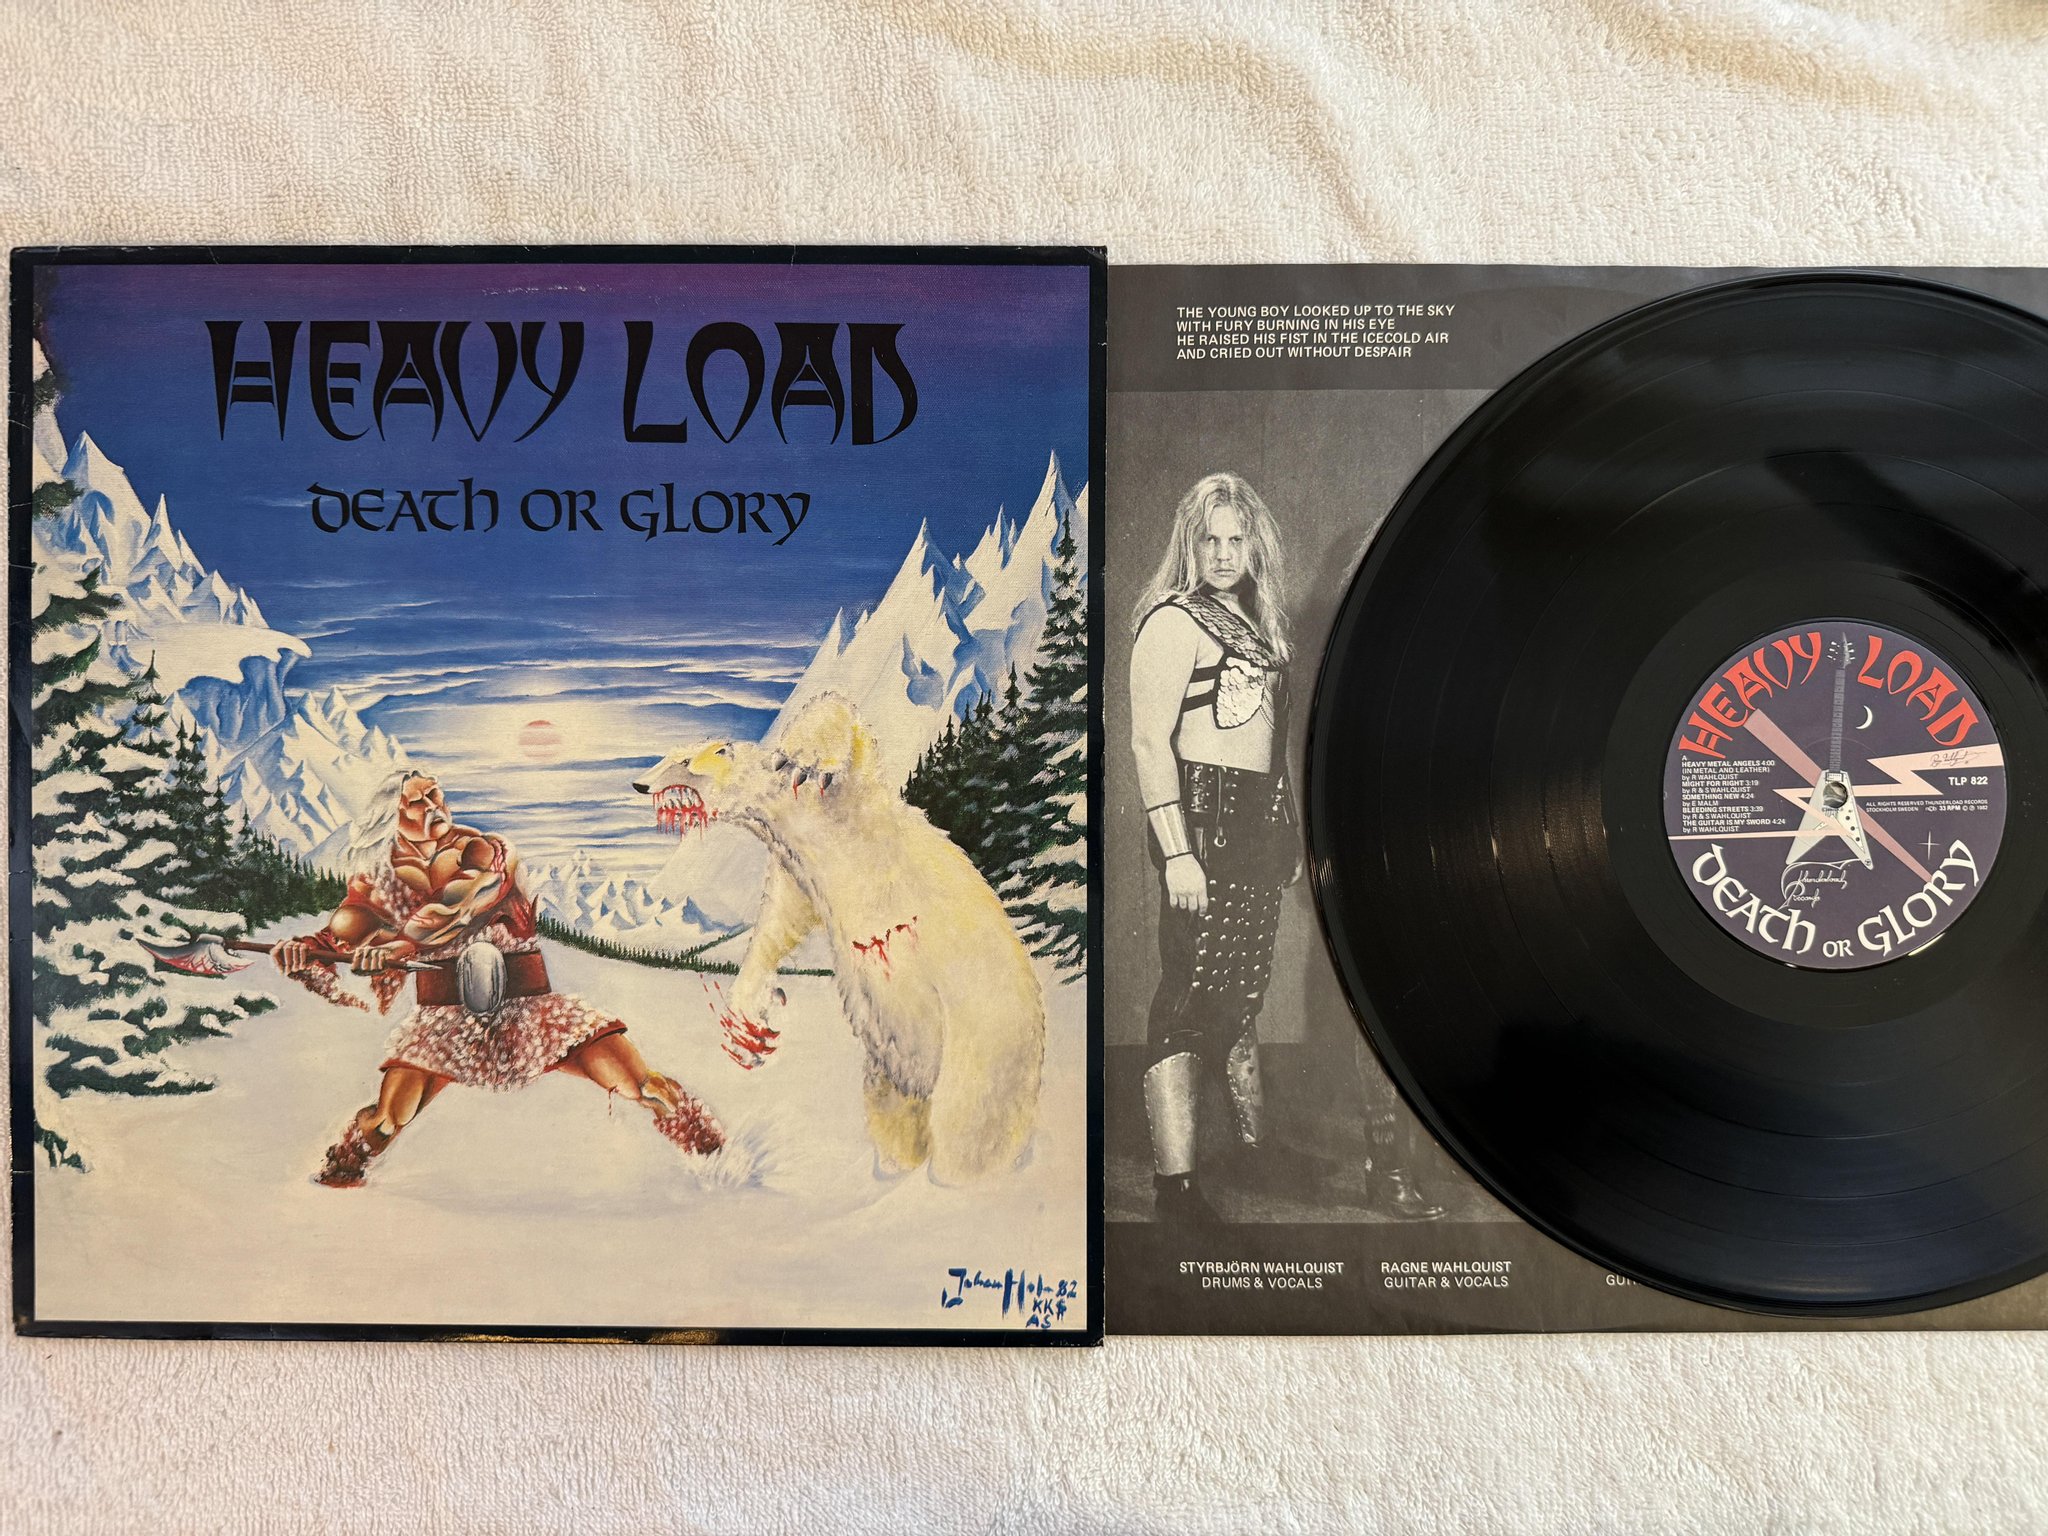 HEAVY LOAD
DEATH OR GLORY
82
KK$
AS
THE YOUNG BOY LOOKED UP TO THE SKY
WITH FURY BURNING IN HIS EYE
HE RAISED HIS FIST IN THE ICECOLD AIR
AND CRIED OUT WITHOUT DESPAIR
STYRBJÖRN WAHLQUIST
DRUMS & VOCALS
RAGNE WAHLQUIST
GUITAR & VOCALS
HEAVY LOAD
A.
HEAVY METAL ANGELS 4:00
(IN METAL AND LEATHER)
by R WAHLQUIST
MIGHT FOR RIGHT 3:19
by R & S WAHLQUIST
SOMETHING NEW 4:24
by E MALM
BLEEDING STREETS 3:39
by R & S WAHLQUIST
THE GUITAR IS MY SWORD 4:24
by R WAHLQUIST
TLP 822
ALL RIGHTS RESERVED THUNDERLOAD RECORDS
STOCKHOLM SWEDEN n©b 33 RPM © ℗ 1982
Thunderload
Records
DEATH OR GLORY